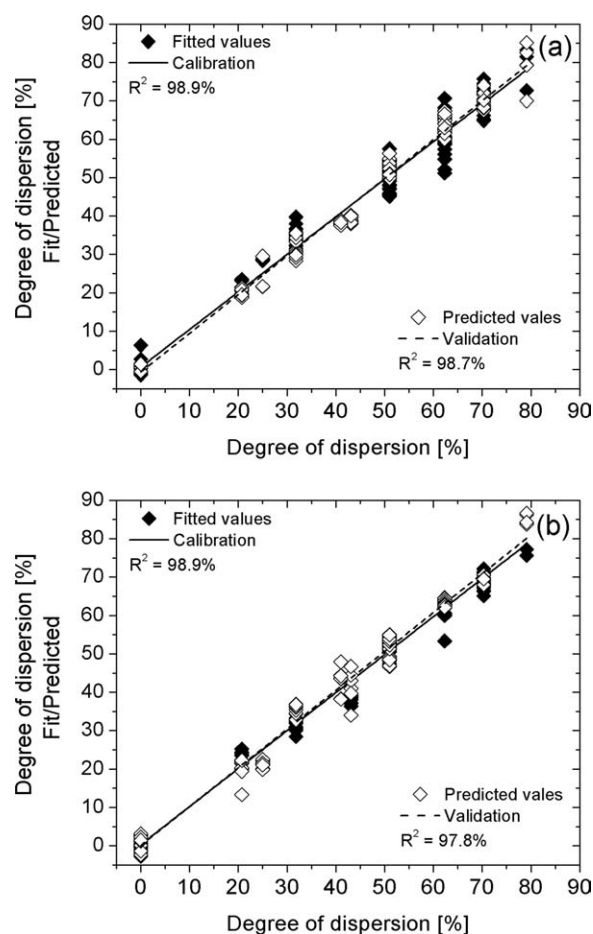 90
80
70
60
50
40
30
20
10
0
Degree of dispersion [%]
Fit/Predicted
Fitted values
Calibration
R² = 98.9%
(a)
Predicted vales
Validation
R² = 98.7%
0 10 20 30 40 50 60 70 80 90
Degree of dispersion [%]
90
80
70
60
50
40
30
20
10
0
Degree of dispersion [%]
Fit/Predicted
Fitted values
Calibration
R² = 98.9%
(b)
Predicted vales
Validation
R² = 97.8%
0 10 20 30 40 50 60 70 80 90
Degree of dispersion [%]